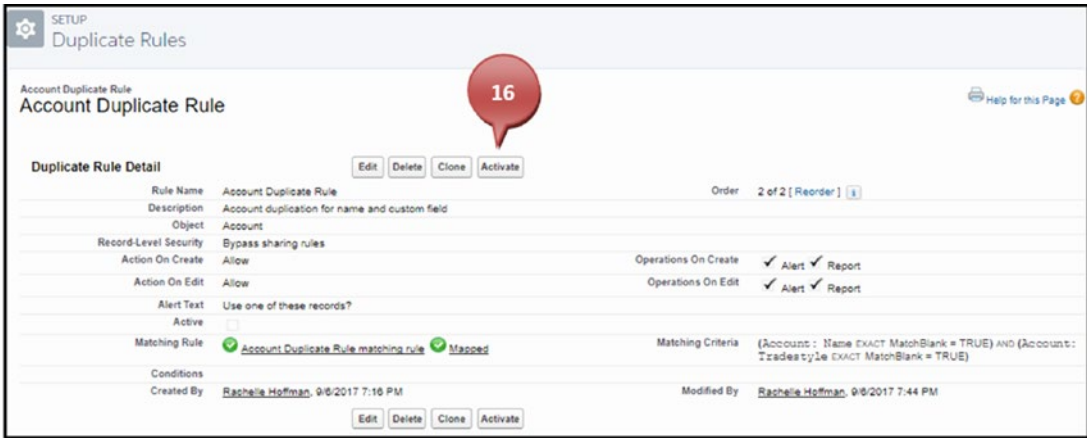 SETUP
Duplicate Rules
Account Duplicate Rule
Account Duplicate Rule
16
Help for this Page ?
Duplicate Rule Detail Edit Delete Clone Activate
Rule Name Account Duplicate Rule Order 2 of 2 [ Reorder ] i
Description Account duplication for name and custom field
Object Account
Record-Level Security Bypass sharing rules
Action On Create Allow Operations On Create ✓ Alert ✓ Report
Action On Edit Allow Operations On Edit ✓ Alert ✓ Report
Alert Text Use one of these records?
Active
Matching Rule Account Duplicate Rule matching rule Mapped Matching Criteria (Account: Name EXACT MatchBlank = TRUE) AND (Account:
Tradestyle EXACT MatchBlank = TRUE)
Conditions
Created By Rachelle Hoffman, 9/6/2017 7:16 PM Modified By Rachelle Hoffman, 9/6/2017 7:44 PM
Edit Delete Clone Activate